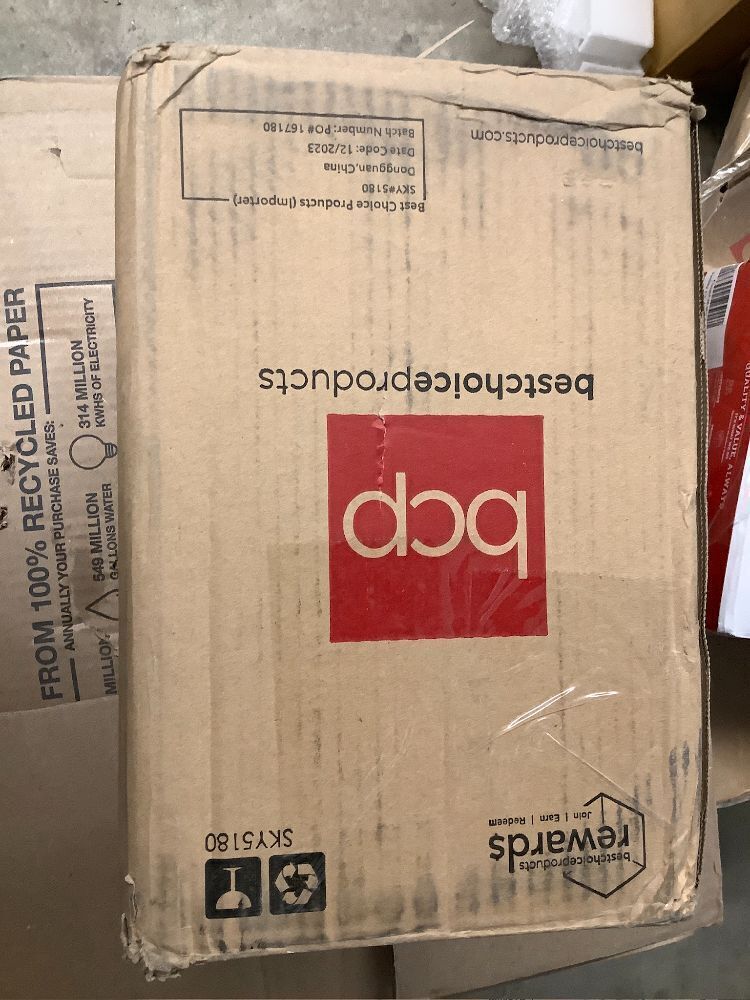 bestchoiceproducts
rewards
Join | Earn | Redeem
SKY5180
bcp
bestchoiceproducts
Best Choice Products (Importer)
SKY#5180
Dongguan,China
Date Code: 12/2023
Batch Number: PO# 167180
bestchoiceproducts.com
FROM 100% RECYCLED PAPER
ANNUALLY YOUR PURCHASE SAVES:
MILLION
549 MILLION
GALLONS WATER
314 MILLION
KWHS OF ELECTRICITY
QUALITY & VALUE. ALWAYS